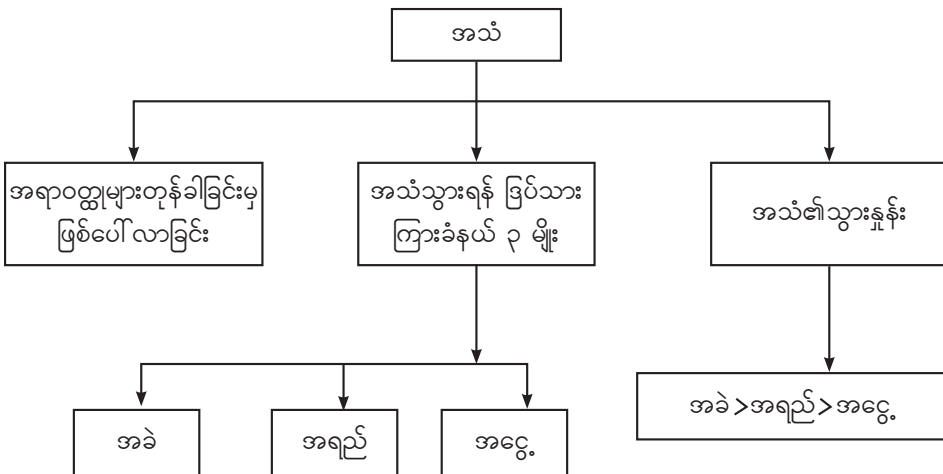 အသံ
အရာဝတ္ထုများတုန်ခါခြင်းမှ
ဖြစ်ပေါ်လာခြင်း
အသံသွားရန် ဒြပ်သား
ကြားခံနယ် ၃ မျိုး
အသံ၏သွားနှုန်း
အခဲ
အရည်
အငွေ့
အခဲ>အရည်>အငွေ့